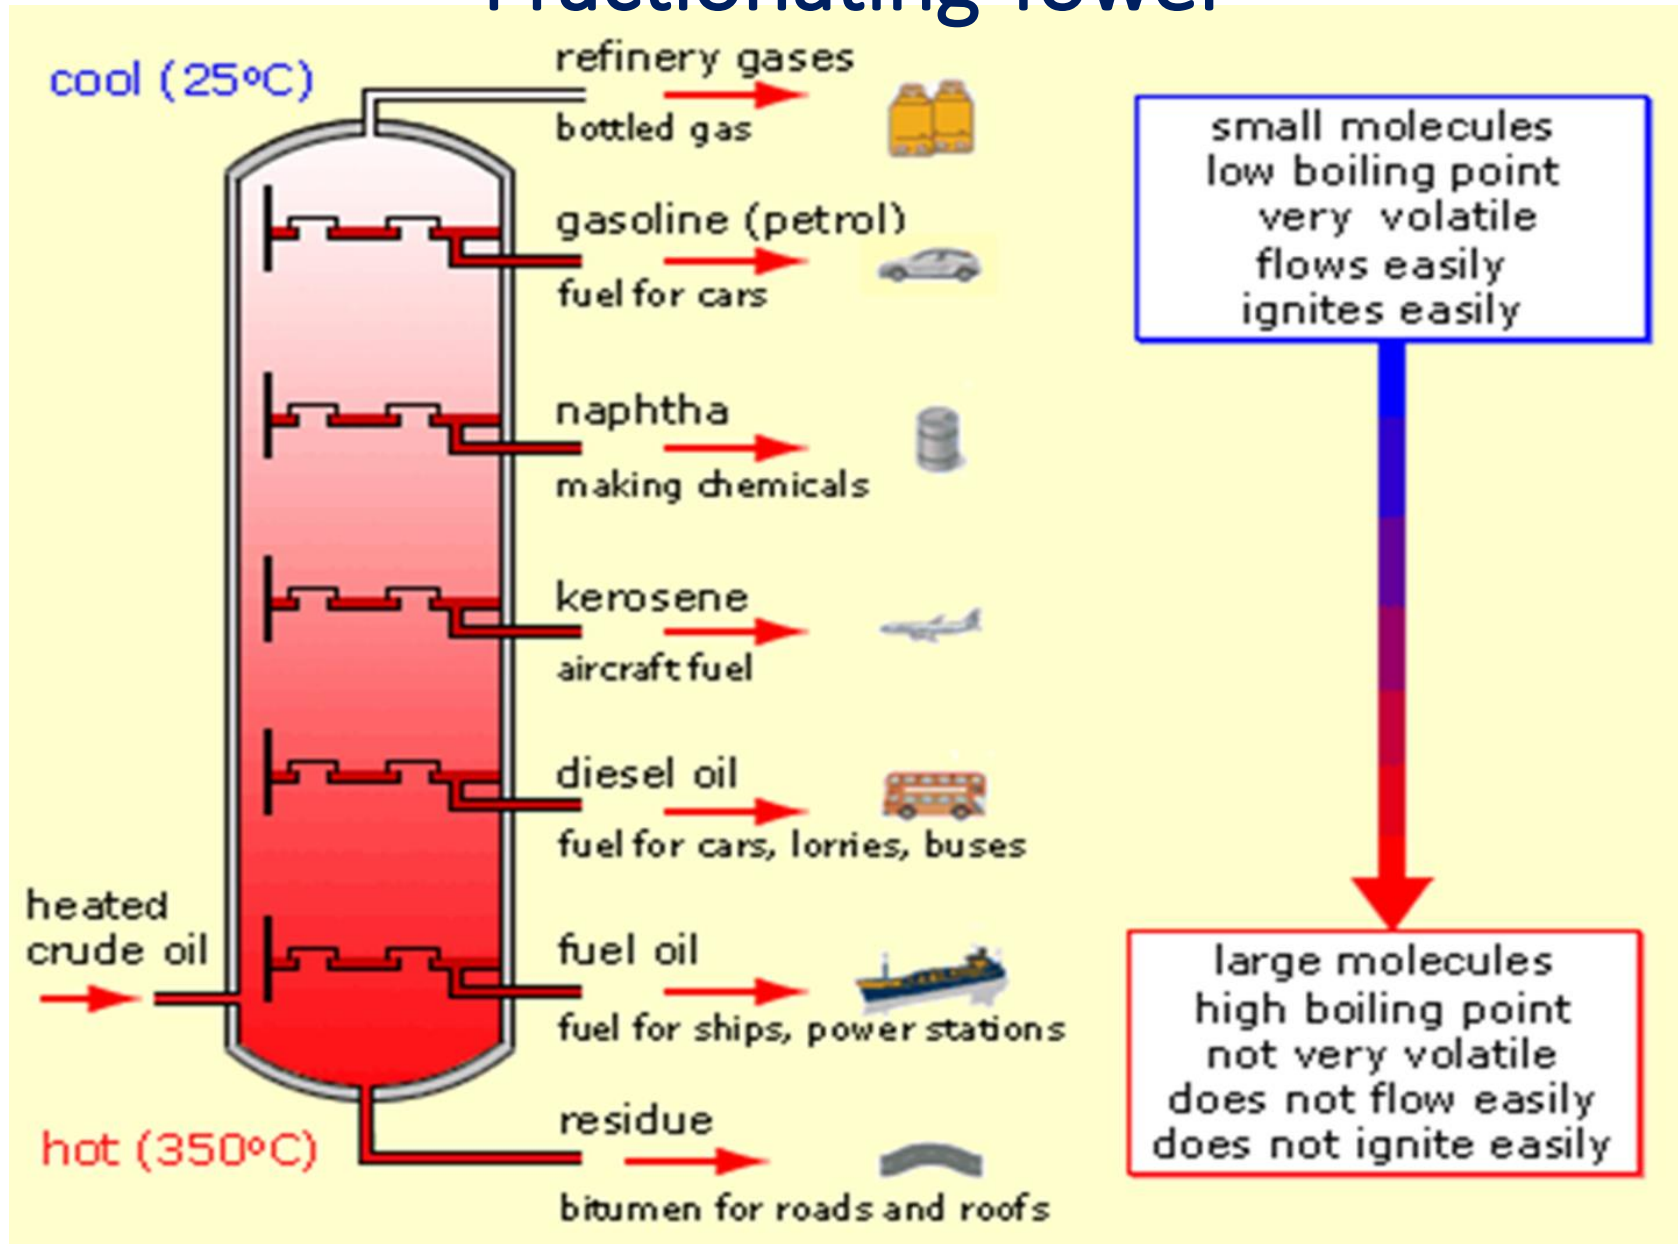 Fractionating Tower
cool (25°C)
refinery gases
bottled gas
gasoline (petrol)
fuel for cars
naphtha
making chemicals
kerosene
aircraft fuel
diesel oil
fuel for cars, lorries, buses
heated
crude oil
fuel oil
fuel for ships, power stations
hot (350°C)
residue
bitumen for roads and roofs
small molecules
low boiling point
very volatile
flows easily
ignites easily
large molecules
high boiling point
not very volatile
does not flow easily
does not ignite easily